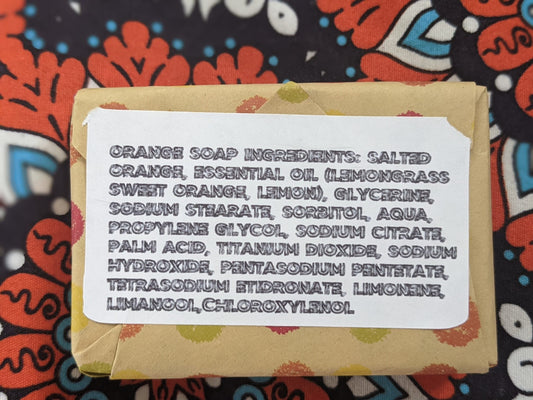 ORANGE SOAP INGREDIENTS: SALTED
ORANGE, ESSENTIAL OIL (LEMONGRASS
SWEET ORANGE, LEMON), GLYCERINE,
SODIUM STEARATE, SORBITOL, AQUA,
PROPYLENE GLYCOL, SODIUM CITRATE,
PALM ACID, TITANIUM DIOXIDE, SODIUM
HYDROXIDE, PENTASODIUM PENTETATE,
TETRASODIUM ETIDRONATE, LIMONEINE,
LIMANOOL,CHLOROXYLENOL